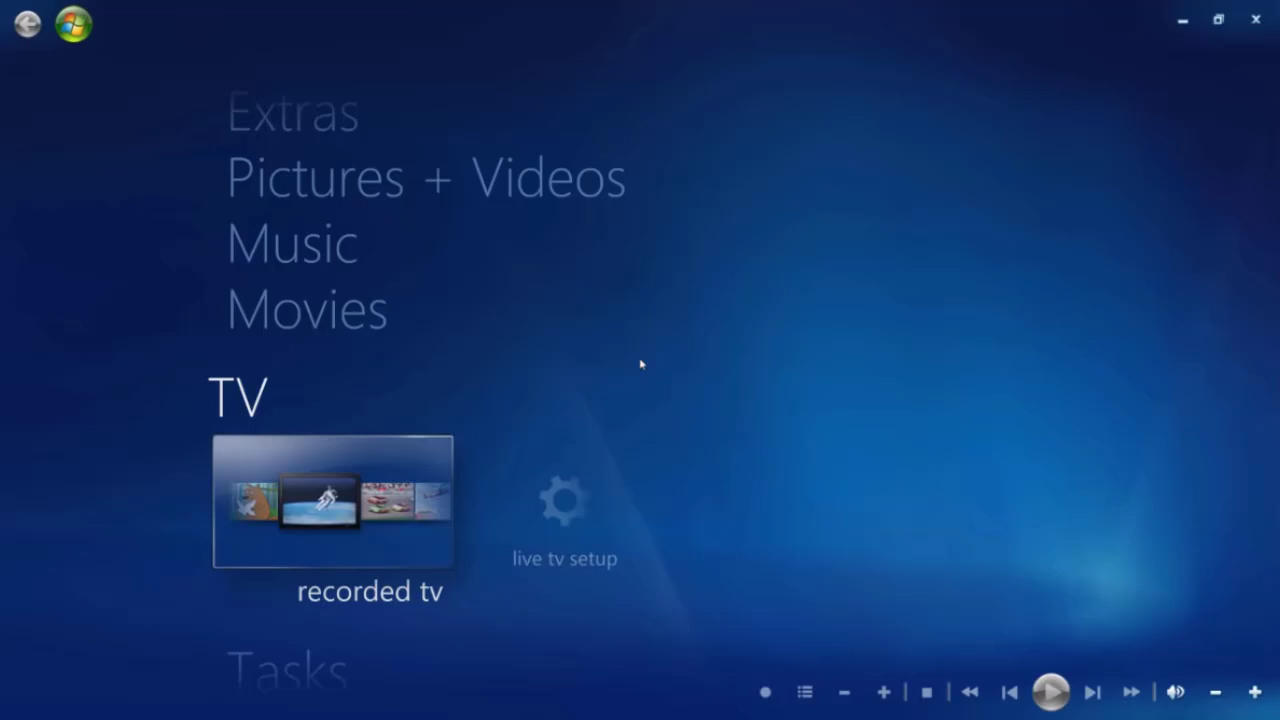 Extras
Pictures + Videos
Music
Movies
TV
recorded tv
live tv setup
Tasks